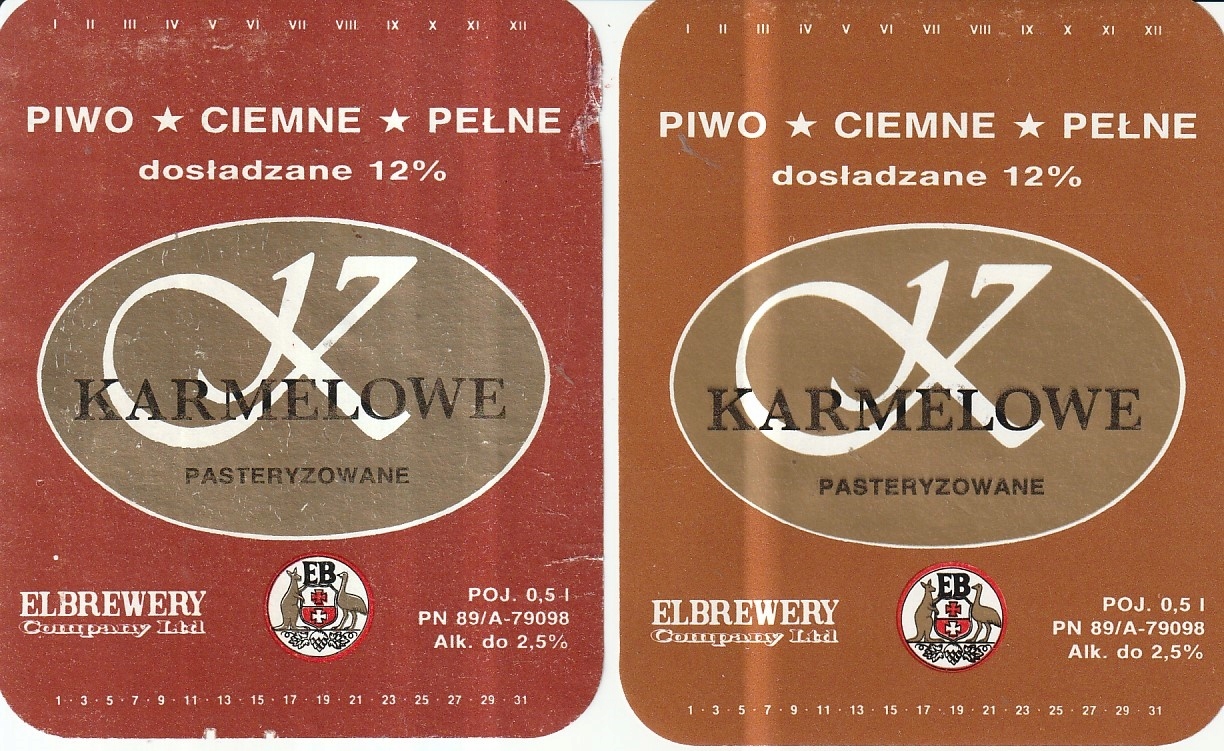 I II III IV V VI VII VIII IX X XI XII
PIWO ★ CIEMNE ★ PEŁNE
dosładzane 12%
K
KARMELOWE
PASTERYZOWANE
EB
ELBREWERY
Company Ltd
POJ. 0,5 l
PN 89/A-79098
Alk. do 2,5%
1 · 3 · 5 · 7 · 9 · 11 · 13 · 15 · 17 · 19 · 21 · 23 · 25 · 27 · 29 · 31
I II III IV V VI VII VIII IX X XI XII
PIWO ★ CIEMNE ★ PEŁNE
dosładzane 12%
K
KARMELOWE
PASTERYZOWANE
EB
ELBREWERY
Company Ltd
POJ. 0,5 l
PN 89/A-79098
Alk. do 2,5%
1 · 3 · 5 · 7 · 9 · 11 · 13 · 15 · 17 · 19 · 21 · 23 · 25 · 27 · 29 · 31